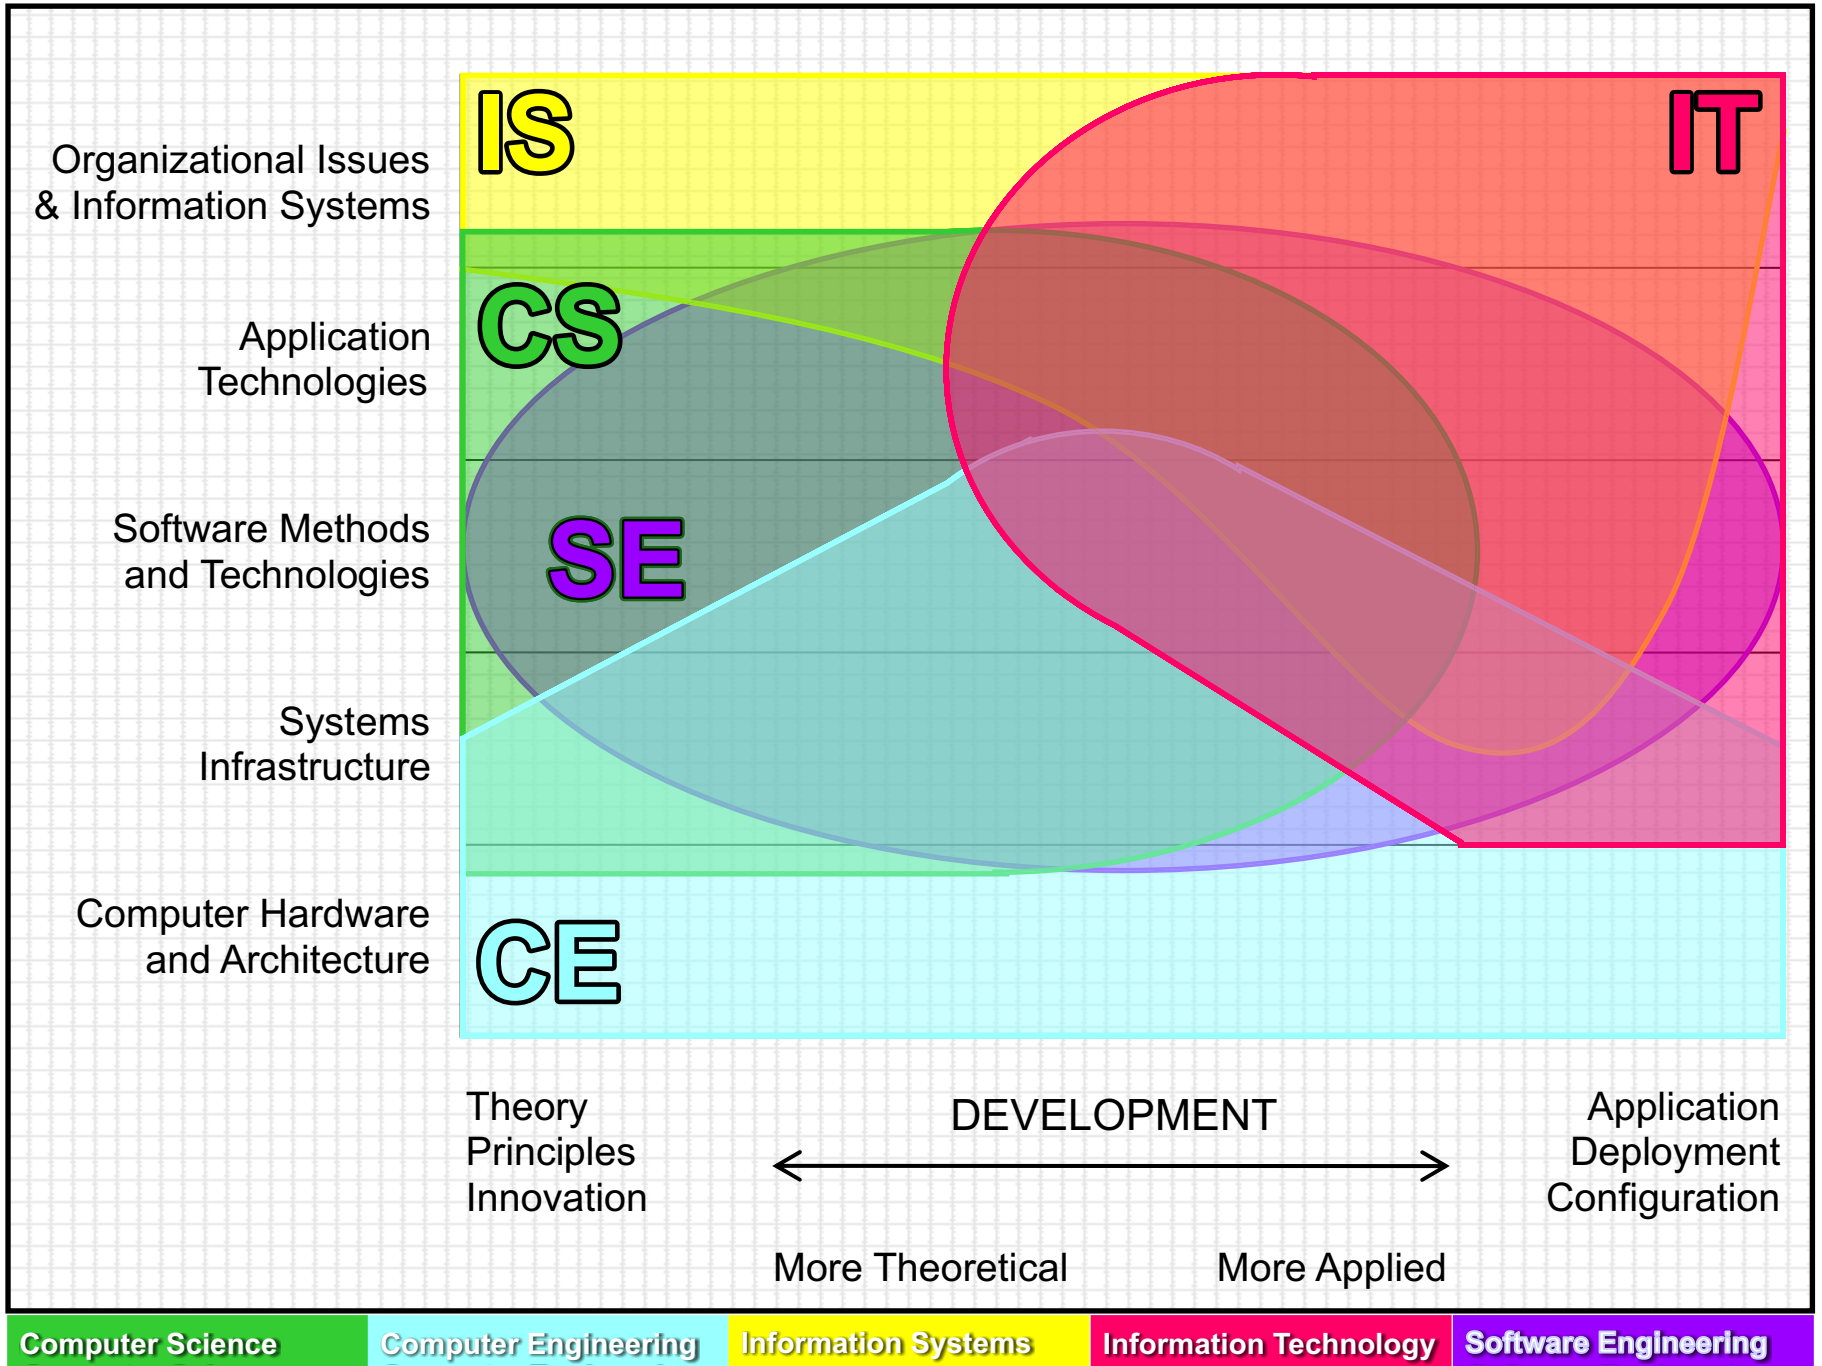 IS
IT
Organizational Issues
& Information Systems
CS
Application
Technologies
SE
Software Methods
and Technologies
Systems
Infrastructure
CE
Computer Hardware
and Architecture
Theory
Principles
Innovation
DEVELOPMENT
Application
Deployment
Configuration
More Theoretical
More Applied
Computer Science
Computer Engineering
Information Systems
Information Technology
Software Engineering